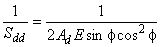 1/S_dd = 1/(2A_d E sin ϕ cos² ϕ)